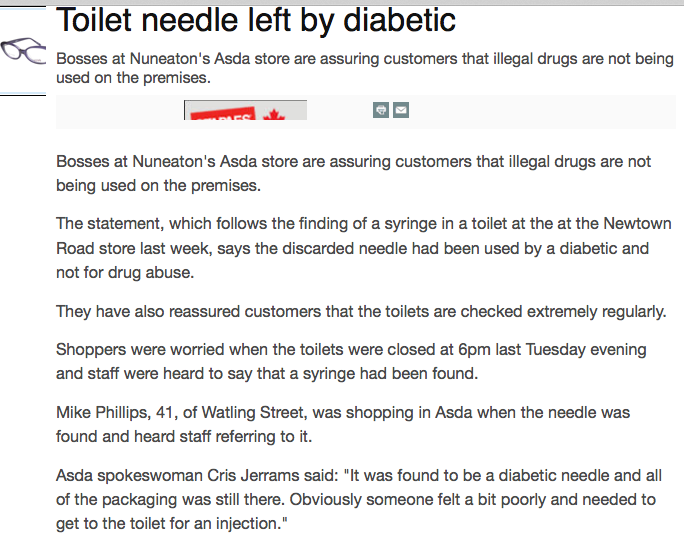 Toilet needle left by diabetic
Bosses at Nuneaton's Asda store are assuring customers that illegal drugs are not being
used on the premises.
Bosses at Nuneaton's Asda store are assuring customers that illegal drugs are not
being used on the premises.
The statement, which follows the finding of a syringe in a toilet at the at the Newtown
Road store last week, says the discarded needle had been used by a diabetic and
not for drug abuse.
They have also reassured customers that the toilets are checked extremely regularly.
Shoppers were worried when the toilets were closed at 6pm last Tuesday evening
and staff were heard to say that a syringe had been found.
Mike Phillips, 41, of Watling Street, was shopping in Asda when the needle was
found and heard staff referring to it.
Asda spokeswoman Cris Jerrams said: "It was found to be a diabetic needle and all
of the packaging was still there. Obviously someone felt a bit poorly and needed to
get to the toilet for an injection."